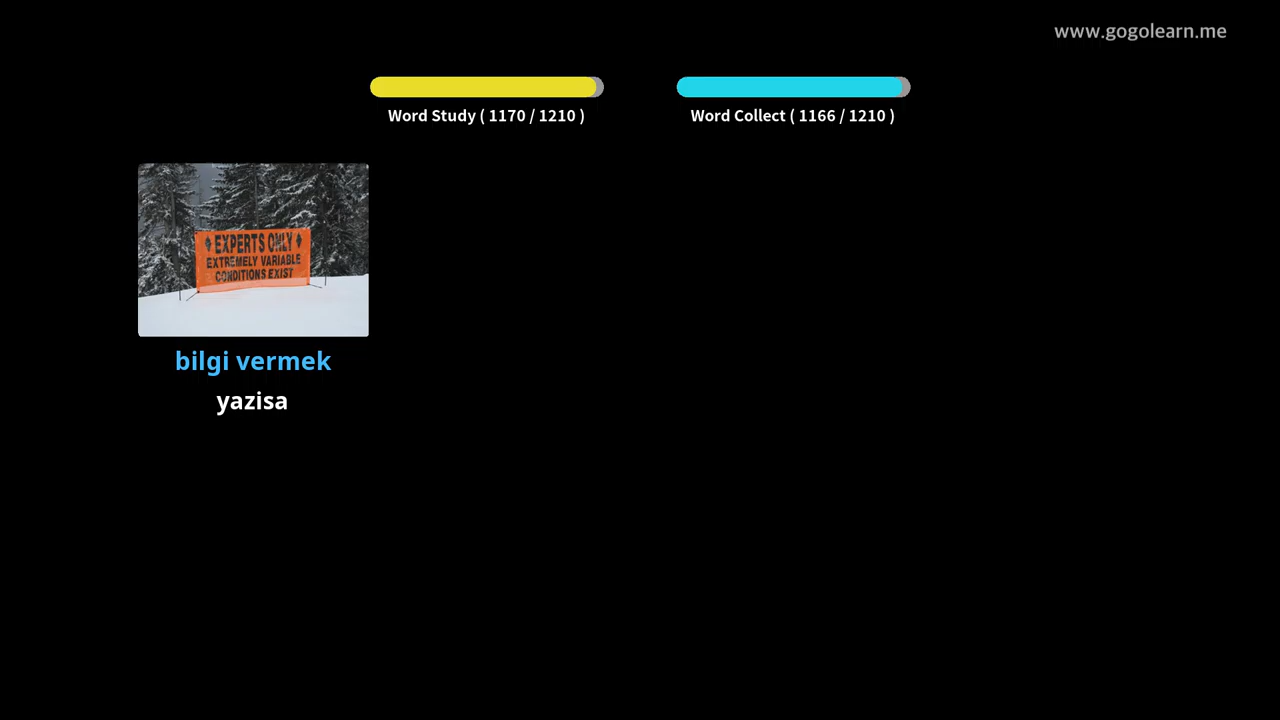 www.gogolearn.me
Word Study ( 1170 / 1210 )
Word Collect ( 1166 / 1210 )
EXPERTS ONLY
EXTREMELY VARIABLE
CONDITIONS EXIST
bilgi vermek
yazisa